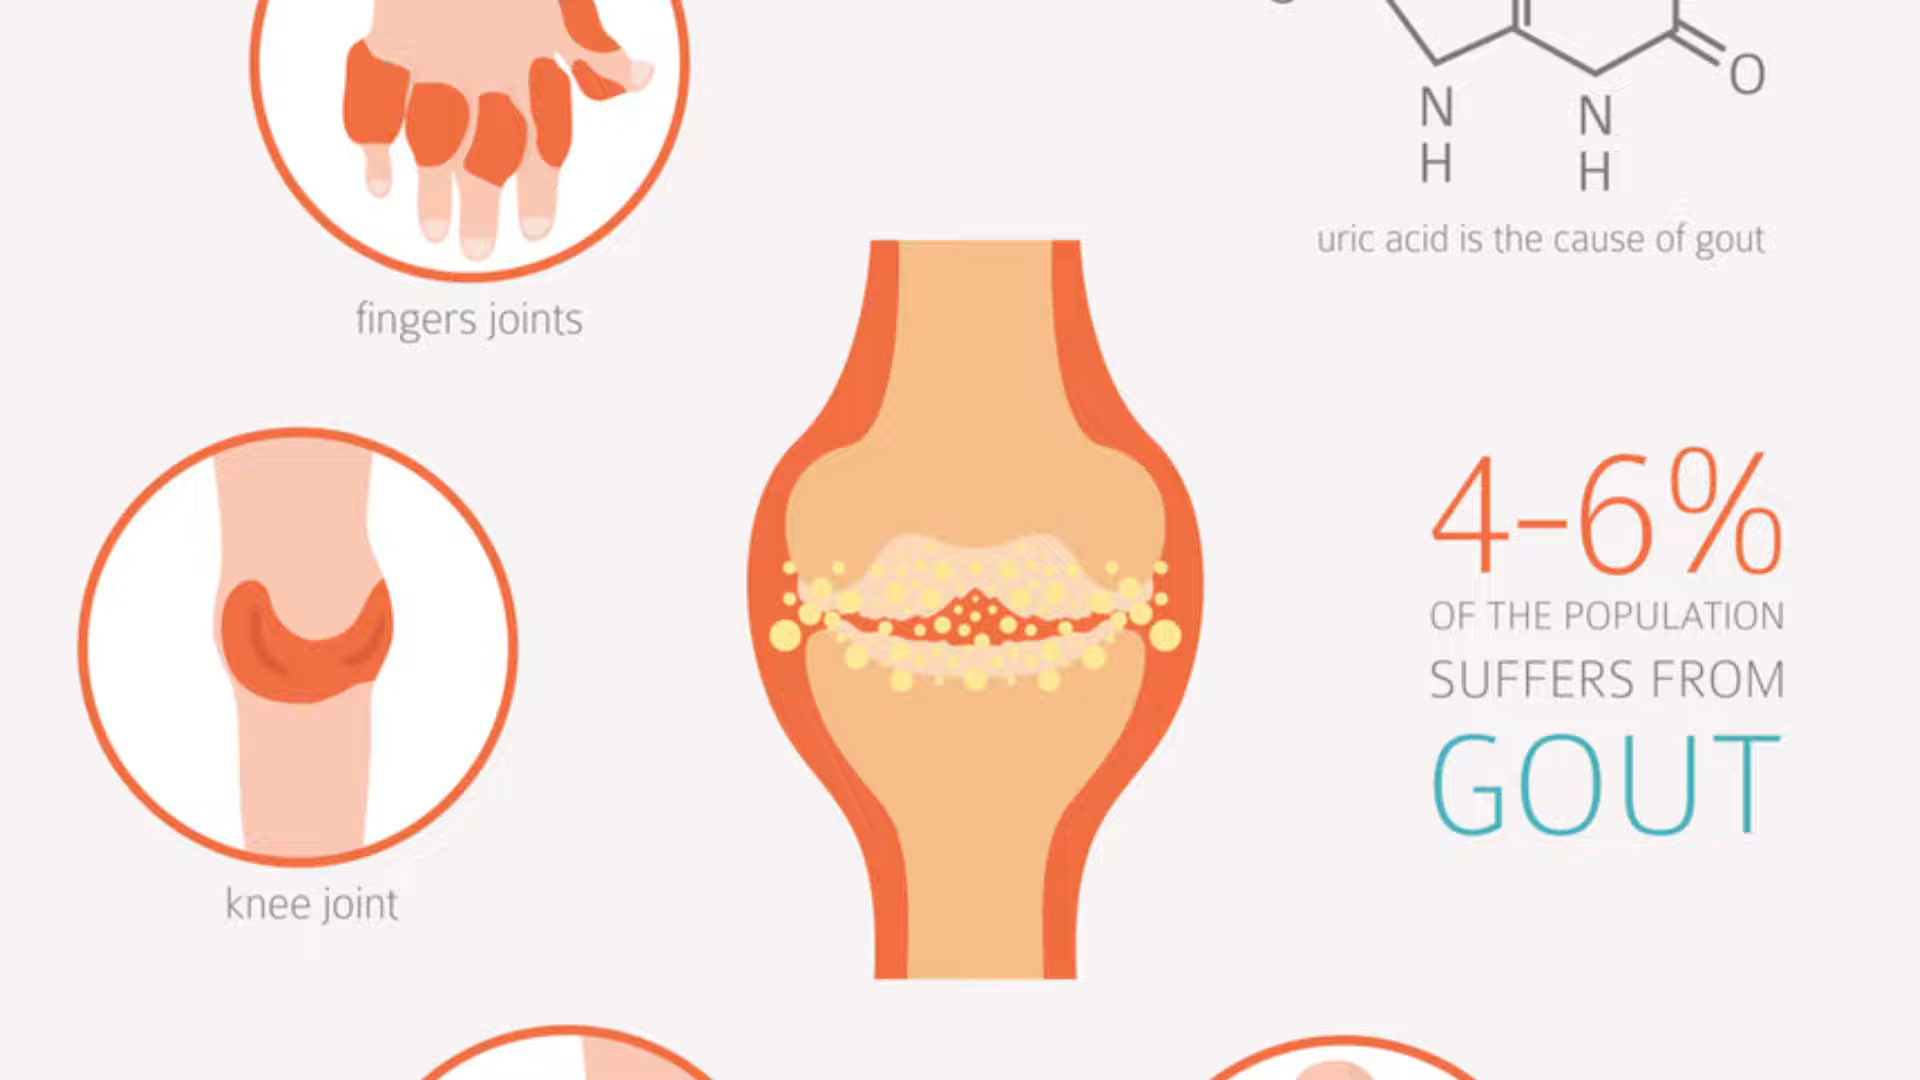 O
N
H
N
H
uric acid is the cause of gout
fingers joints
4-6%
OF THE POPULATION
SUFFERS FROM
GOUT
knee joint